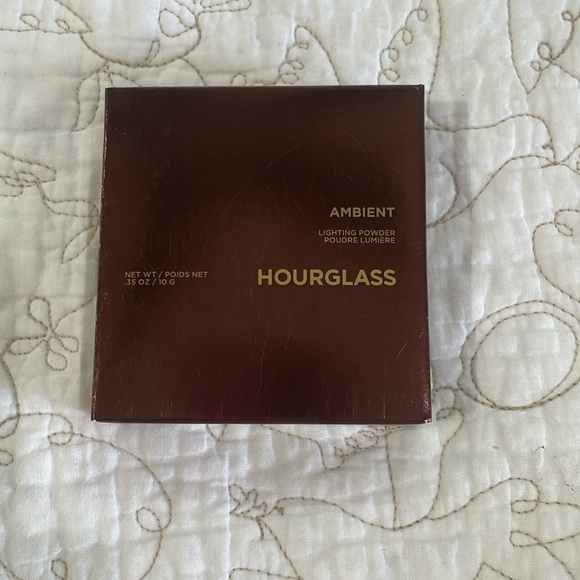 AMBIENT
LIGHTING POWDER
POUDRE LUMIÈRE
NET WT / POIDS NET
.35 OZ / 10 G
HOURGLASS